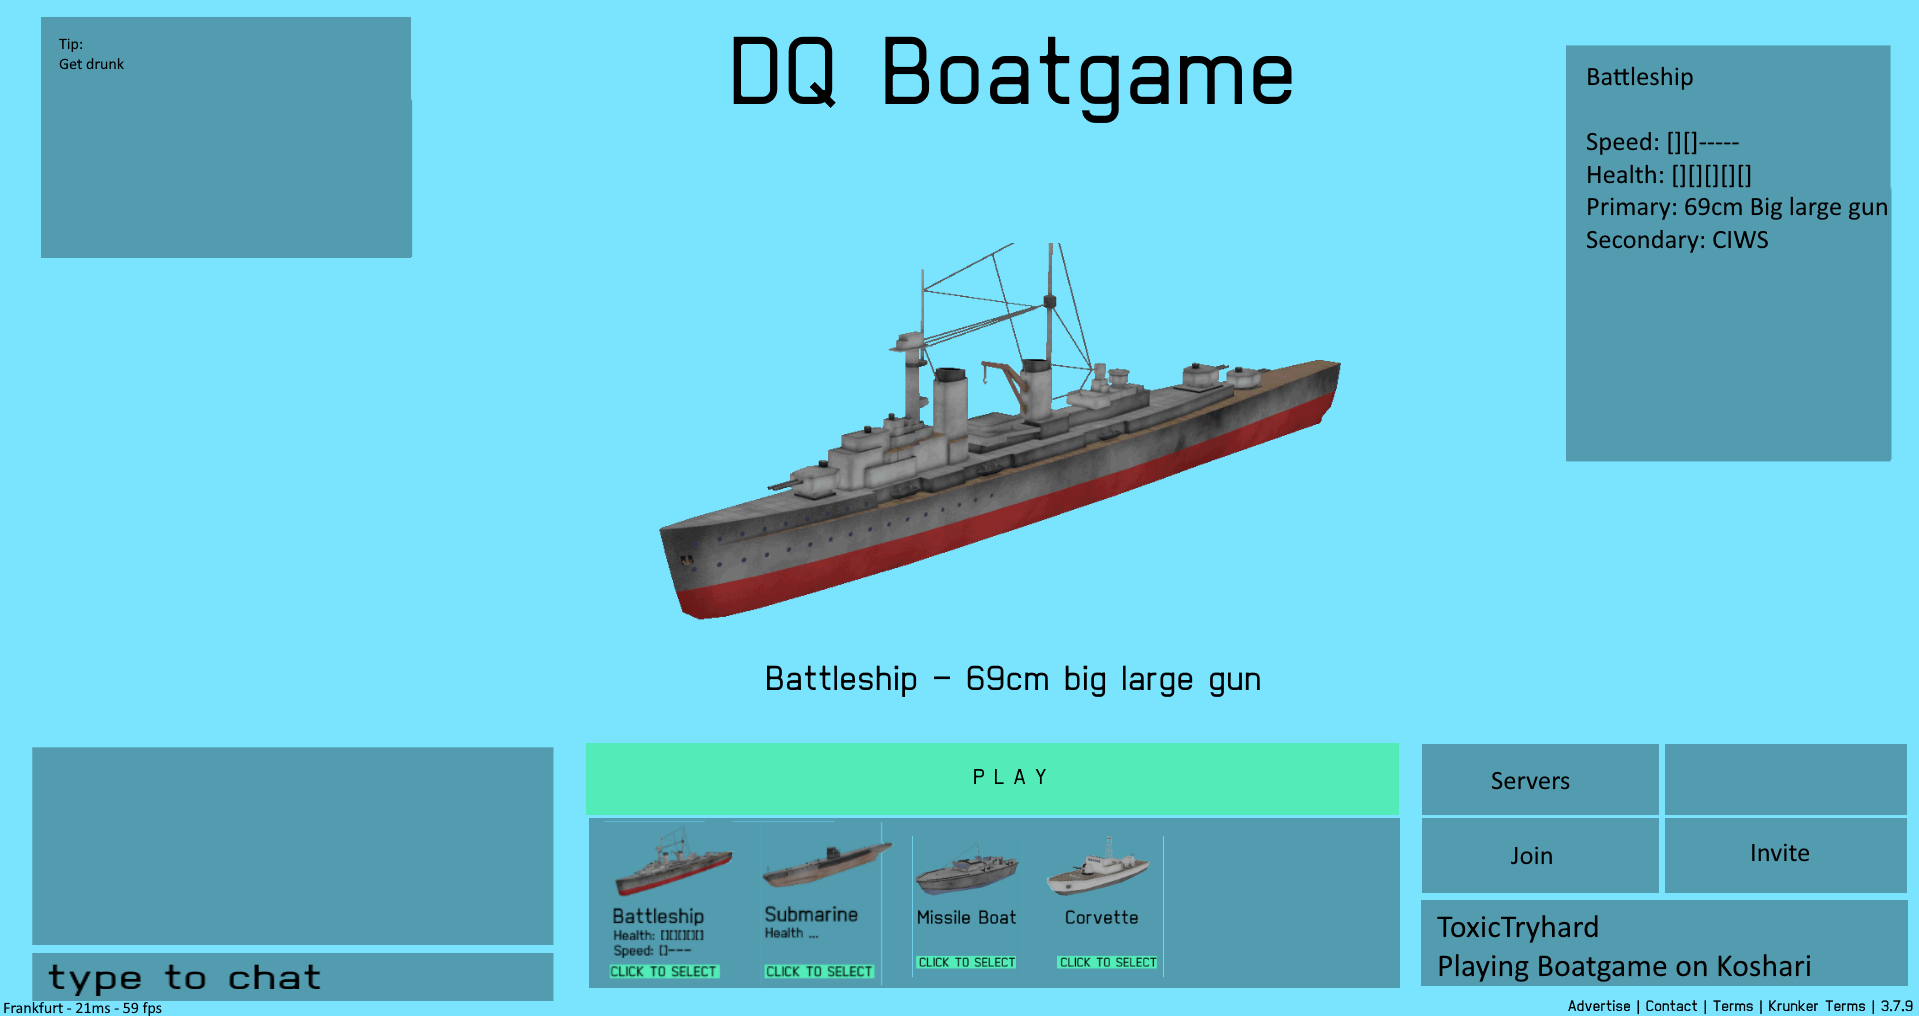 Tip:
Get drunk
DQ Boatgame
Battleship
Speed: [][]-----
Health: [][][][][]
Primary: 69cm Big large gun
Secondary: CIWS
Battleship - 69cm big large gun
PLAY
Battleship
Health: [][][][][]
Speed: []---
CLICK TO SELECT
Submarine
Health ...
CLICK TO SELECT
Missile Boat
CLICK TO SELECT
Corvette
CLICK TO SELECT
Servers
Join
Invite
ToxicTryhard
Playing Boatgame on Koshari
type to chat
Frankfurt - 21ms - 59 fps
Advertise | Contact | Terms | Krunker Terms | 3.7.9